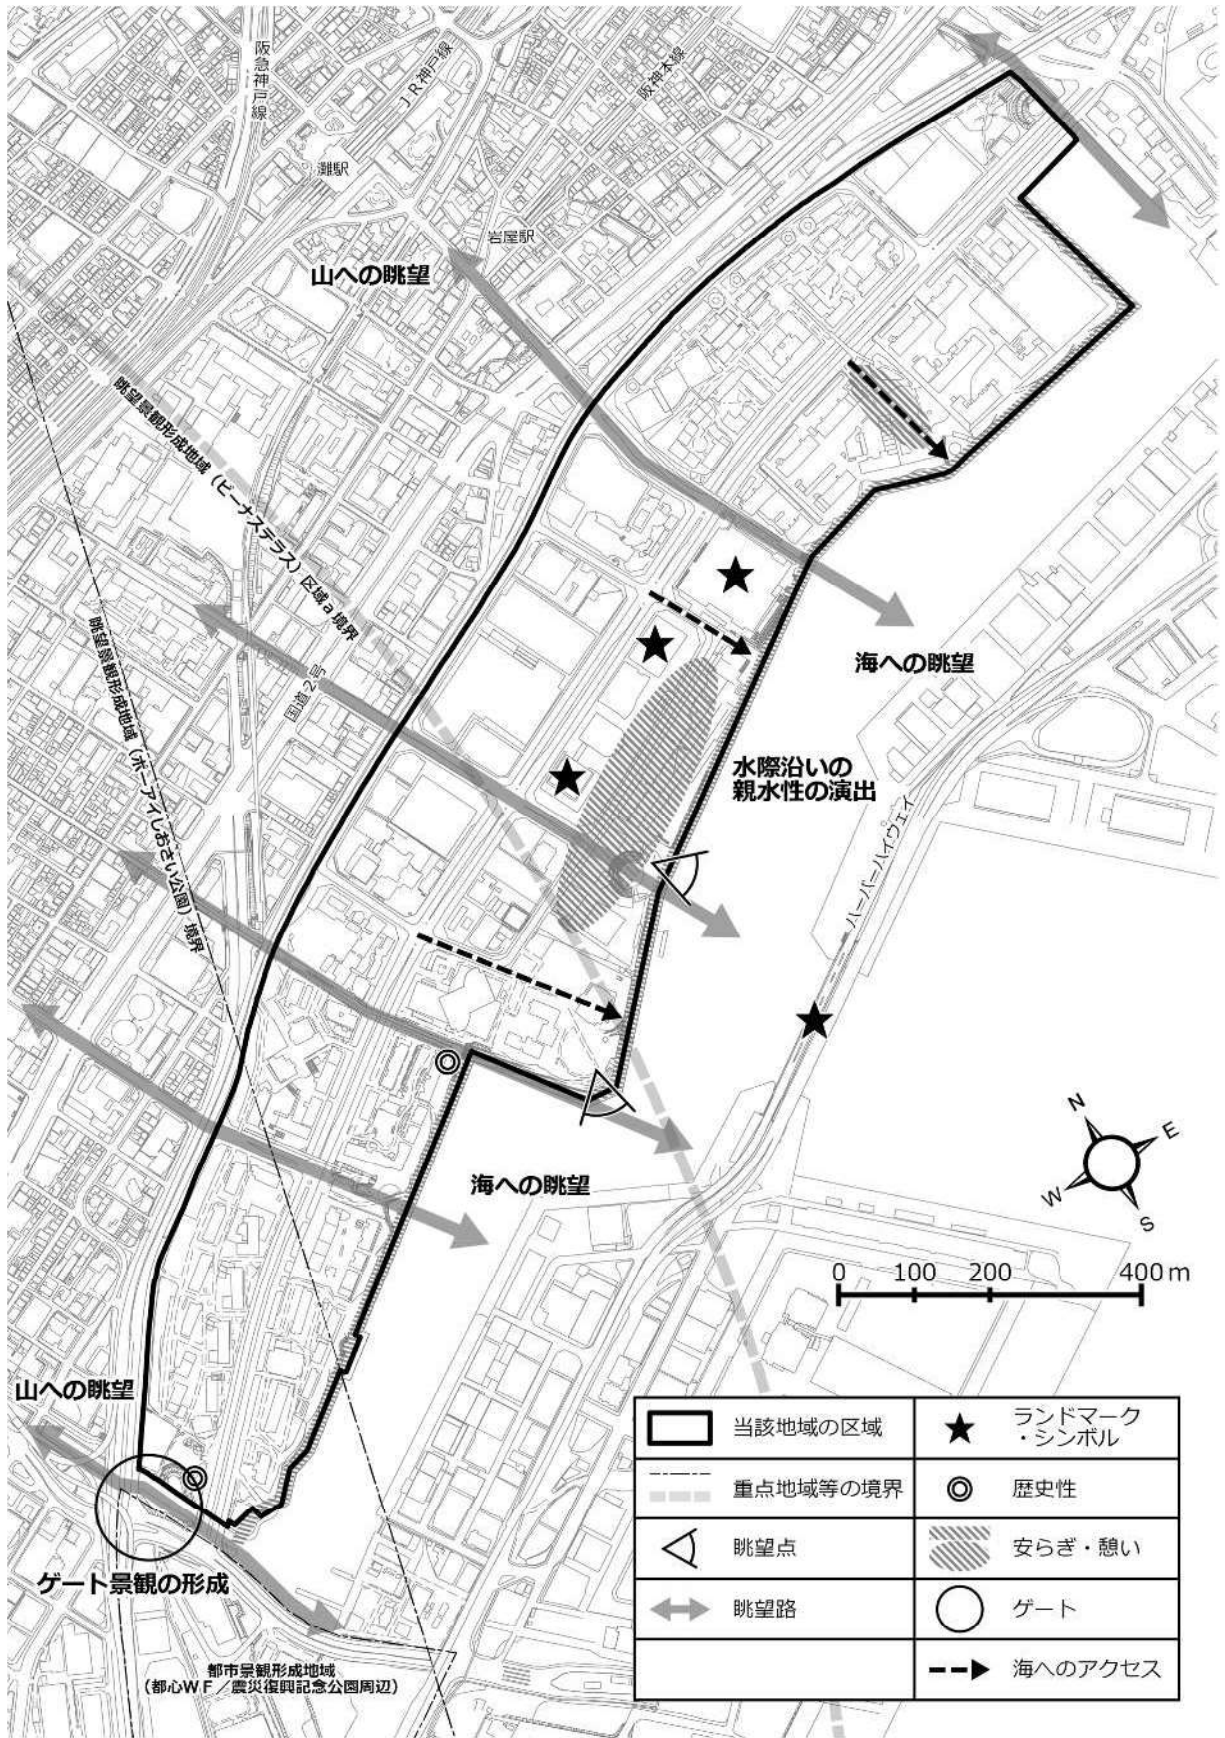 阪急神戸線
JR神戸線
阪神本線
灘駅
岩屋駅
山への眺望
眺望景観形成地域（ビーナステラス）区域a境界
眺望景観形成地域（ポーアイしおさい公園）境界
国道2号
海への眺望
水際沿いの
親水性の演出
ハーバーハイウェイ
海への眺望
N
E
W
S
0 100 200 400m
山への眺望
ゲート景観の形成
都市景観形成地域
（都心WF／震災復興記念公園周辺）
当該地域の区域
ランドマーク
・シンボル
重点地域等の境界
歴史性
眺望点
安らぎ・憩い
眺望路
ゲート
海へのアクセス